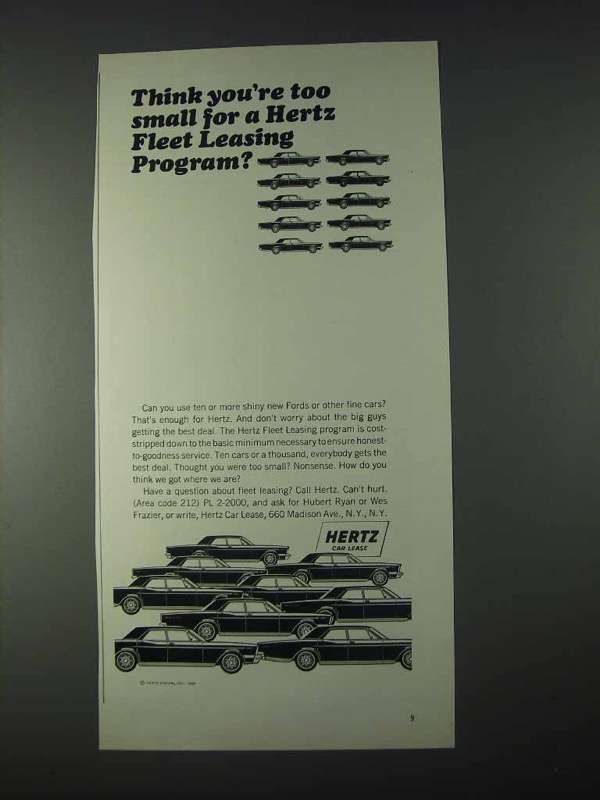 Think you're too
small for a Hertz
Fleet Leasing
Program?
Can you use ten or more shiny new Fords or other fine cars?
That's enough for Hertz. And don't worry about the big guys
getting the best deal. The Hertz Fleet Leasing program is cost-
stripped down to the basic minimum necessary to ensure honest-
to-goodness service. Ten cars or a thousand, everybody gets the
best deal. Thought you were too small? Nonsense. How do you
think we got where we are?
Have a question about fleet leasing? Call Hertz. Can't hurt.
(Area code 212) PL 2-2000, and ask for Hubert Ryan or Wes
Frazier, or write, Hertz Car Lease, 660 Madison Ave., N.Y., N.Y.
HERTZ
CAR LEASE
© HERTZ
9